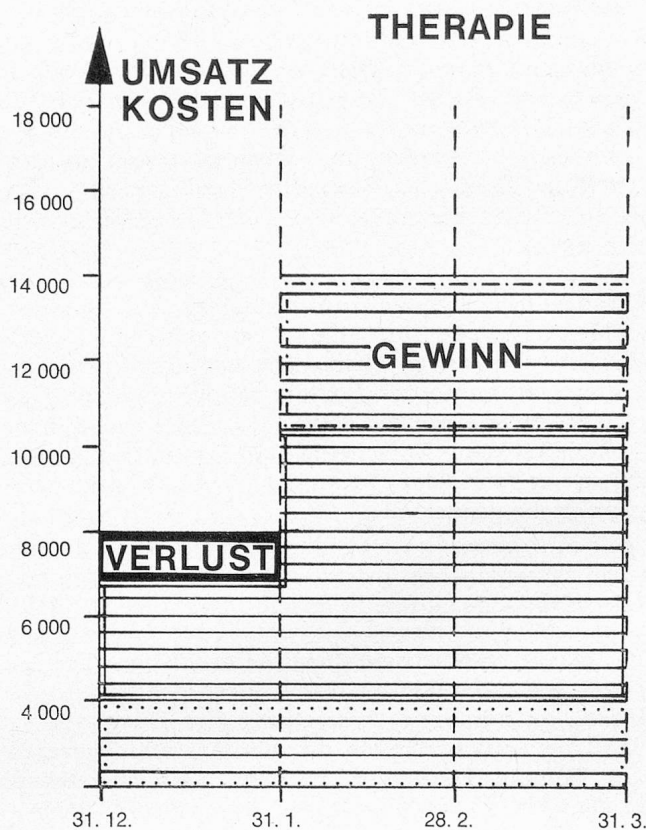 THERAPIE
UMSATZ
KOSTEN
18 000
16 000
14 000
12 000
GEWINN
10 000
8 000
VERLUST
6 000
4 000
31. 12.
31. 1.
28. 2.
31. 3.